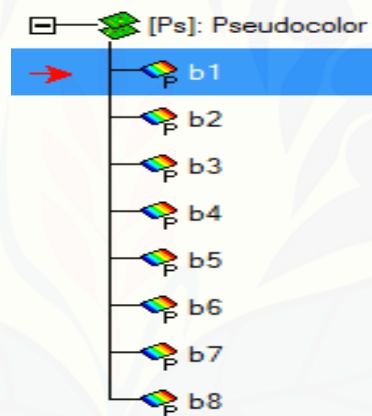 [Ps]: Pseudocolor
P b1
P b2
P b3
P b4
P b5
P b6
P b7
P b8